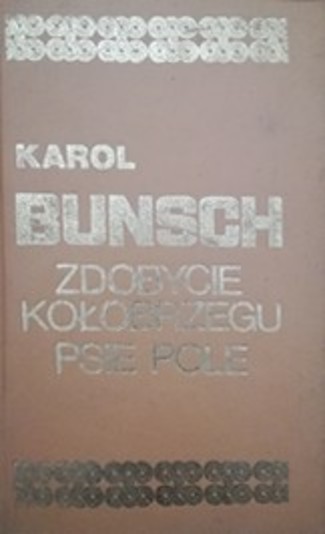 KAROL
BUNSCH
ZDOBYCIE
KOŁOBRZEGU
PSIE POLE